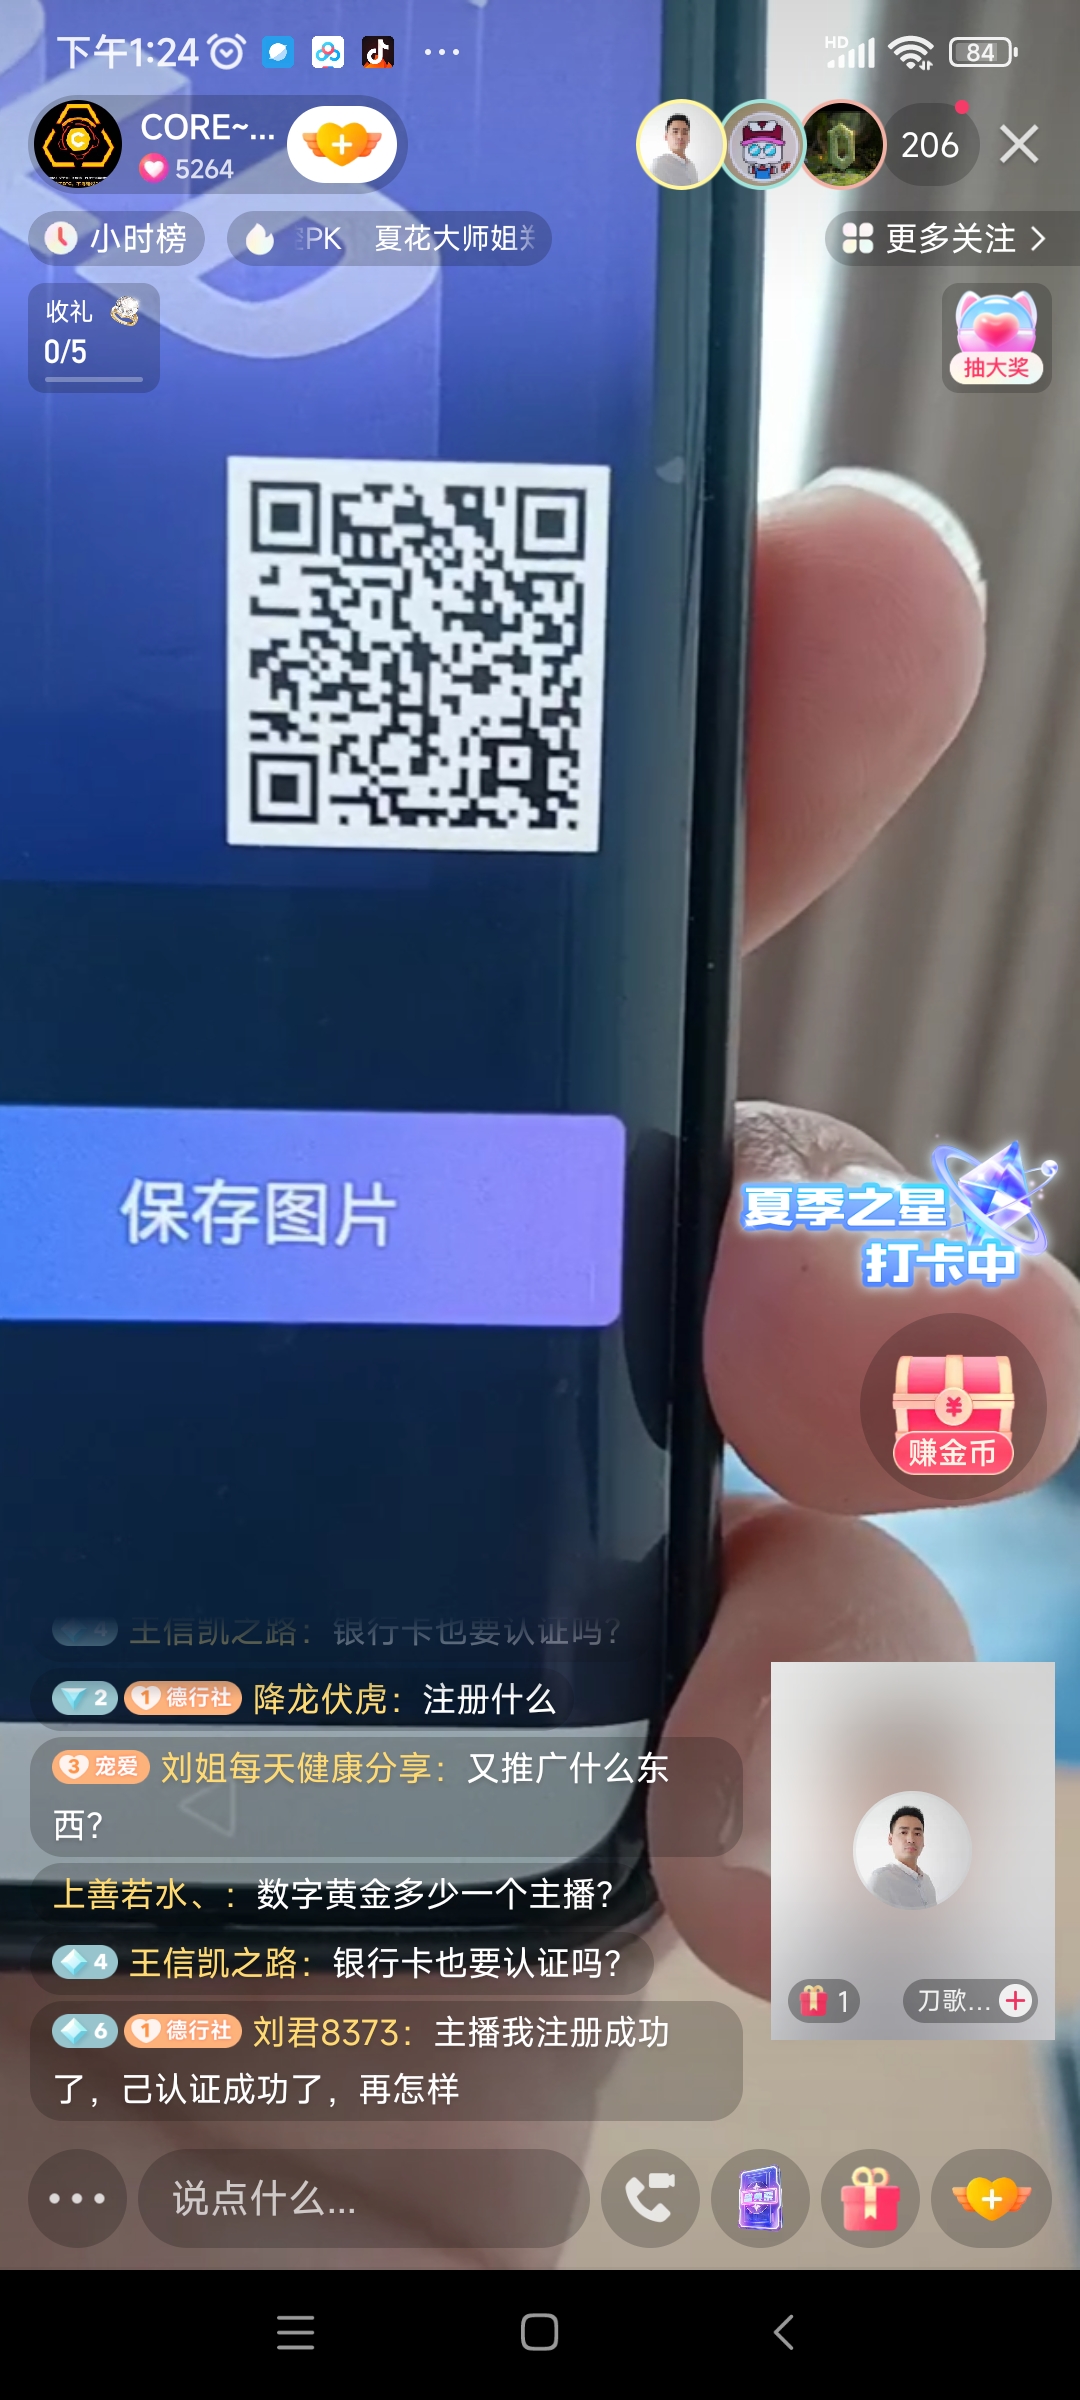 下午1:24
HD
84
CORE~...
5264
206
小时榜
PK 夏花大师姐关
更多关注
收礼
0/5
抽大奖
保存图片
夏季之星
打卡中
¥
赚金币
4 王信凯之路：银行卡也要认证吗？
2 1 德行社 降龙伏虎：注册什么
3 宠爱 刘姐每天健康分享：又推广什么东
西？
上善若水、：数字黄金多少一个主播？
4 王信凯之路：银行卡也要认证吗？
6 1 德行社 刘君8373：主播我注册成功
了，己认证成功了，再怎样
1
刀歌...
说点什么...